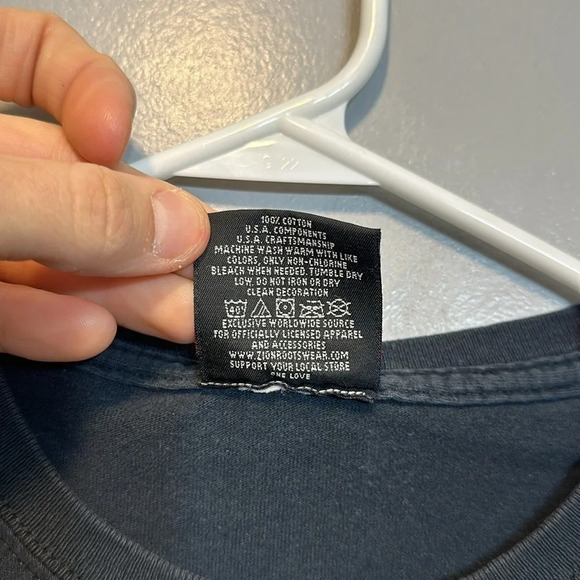 100% COTTON
U.S.A. COMPONENTS
U.S.A. CRAFTSMANSHIP
MACHINE WASH WARM WITH LIKE
COLORS, ONLY NON-CHLORINE
BLEACH WHEN NEEDED. TUMBLE DRY
LOW. DO NOT IRON OR DRY
CLEAN DECORATION
40°
EXCLUSIVE WORLDWIDE SOURCE
FOR OFFICIALLY LICENSED APPAREL
AND ACCESSORIES
WWW.ZIONROOTSWEAR.COM
SUPPORT YOUR LOCAL STORE
ONE LOVE